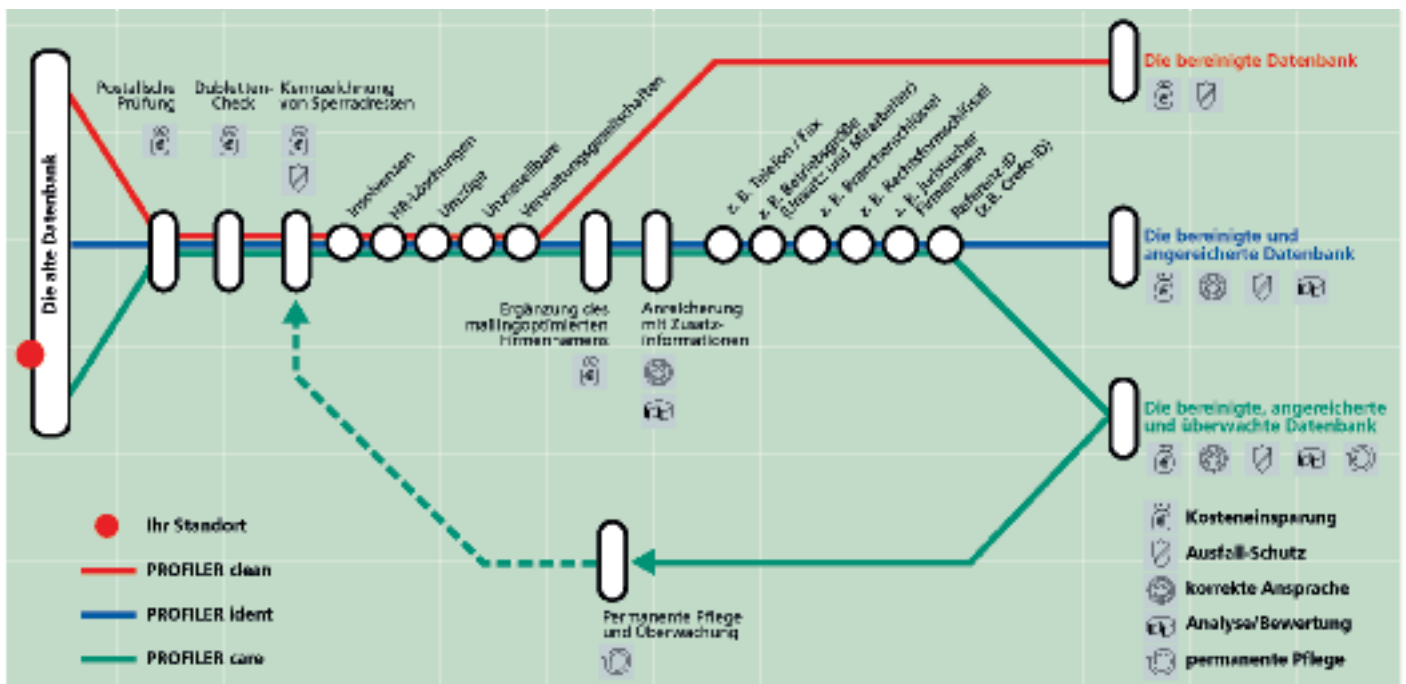 Die alte Datenbank
Postalische
Prüfung
Dubletten-
Check
Kennzeichnung
von Sperradressen
Insolvenzen
HR-Löschungen
Umzüge
Unzustellbare
Verwaltungsgesellschaften
Ergänzung des
mailingoptimierten
Firmennamens
Anreicherung
mit Zusatz-
informationen
z. B. Telefon / Fax
z. B. Betriebsgröße
(Umsatz und Mitarbeiter)
z. B. Branchenschlüssel
z. B. Rechtsformschlüssel
z. B. juristischer
Firmenname
Referenz-ID
(z.B. Crefo-ID)
Die bereinigte Datenbank
Die bereinigte und
angereicherte Datenbank
Die bereinigte, angereicherte
und überwachte Datenbank
Permanente Pflege
und Überwachung
Ihr Standort
PROFILER clean
PROFILER ident
PROFILER care
Kosteneinsparung
Ausfall-Schutz
korrekte Ansprache
Analyse/Bewertung
permanente Pflege